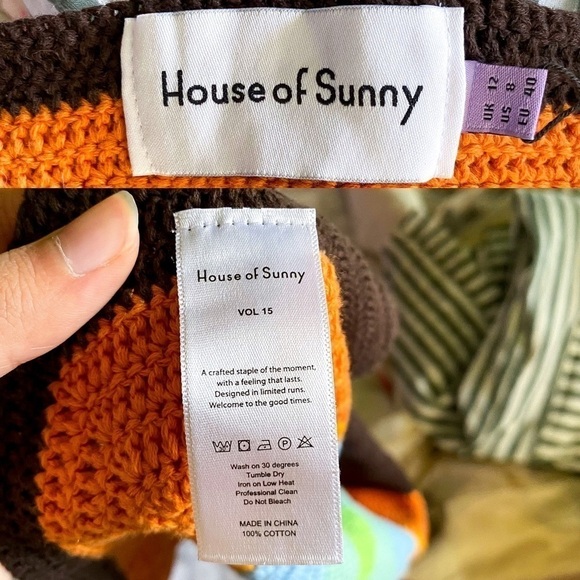 House of Sunny
UK 12
US 8
EU 40
House of Sunny
VOL 15
A crafted staple of the moment,
with a feeling that lasts.
Designed in limited runs.
Welcome to the good times.
P
Wash on 30 degrees
Tumble Dry
Iron on Low Heat
Professional Clean
Do Not Bleach
MADE IN CHINA
100% COTTON